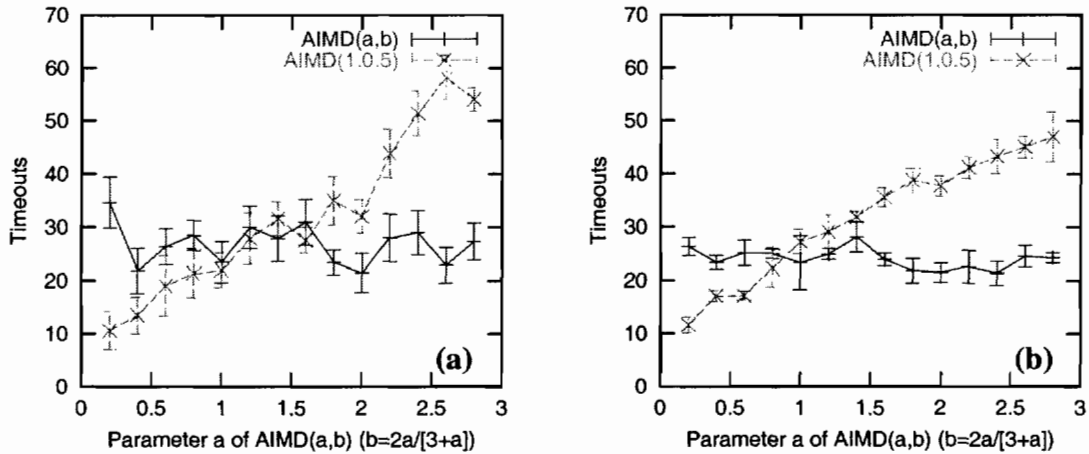 70
60
50
40
30
20
10
0
Timeouts
AIMD(a,b)
AIMD(1,0.5)
(a)
0 0.5 1 1.5 2 2.5 3
Parameter a of AIMD(a,b) (b=2a/[3+a])
70
60
50
40
30
20
10
0
Timeouts
AIMD(a,b)
AIMD(1,0.5)
(b)
0 0.5 1 1.5 2 2.5 3
Parameter a of AIMD(a,b) (b=2a/[3+a])